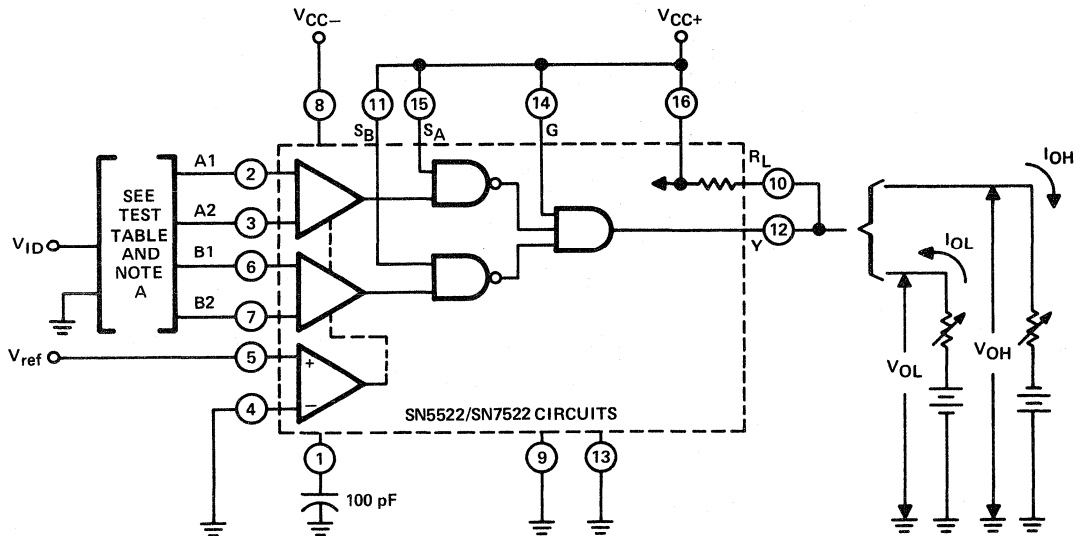 VCC−
VCC+
8
11
15
14
16
SB
SA
G
RL
10
IOH
A1
2
SEE
TEST
TABLE
AND
NOTE
A
A2
3
12
Y
VID
B1
6
IOL
B2
7
Vref
5
+
VOL
VOH
4
−
SN5522/SN7522 CIRCUITS
1
9
13
100 pF